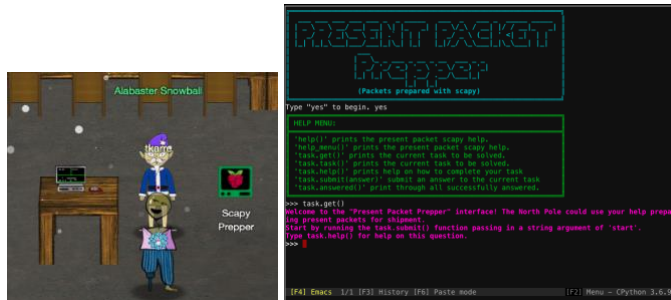 Alabaster Snowball
tkarre
Scapy
Prepper
PRESENT PACKET
Prepper
(Packets prepared with scapy)
Type "yes" to begin. yes
HELP MENU:
'help()' prints the present packet scapy help.
'help_menu()' prints the present packet scapy help.
'task.get()' prints the current task to be solved.
'task.task()' prints the current task to be solved.
'task.help()' prints help on how to complete your task
'task.submit(answer)' submit an answer to the current task
'task.answered()' print through all successfully answered.
>>> task.get()
Welcome to the "Present Packet Prepper" interface! The North Pole could use your help prepar
ing present packets for shipment.
Start by running the task.submit() function passing in a string argument of 'start'.
Type task.help() for help on this question.
>>>
[F4] Emacs 1/1 [F3] History [F6] Paste mode
[F2] Menu - CPython 3.6.9